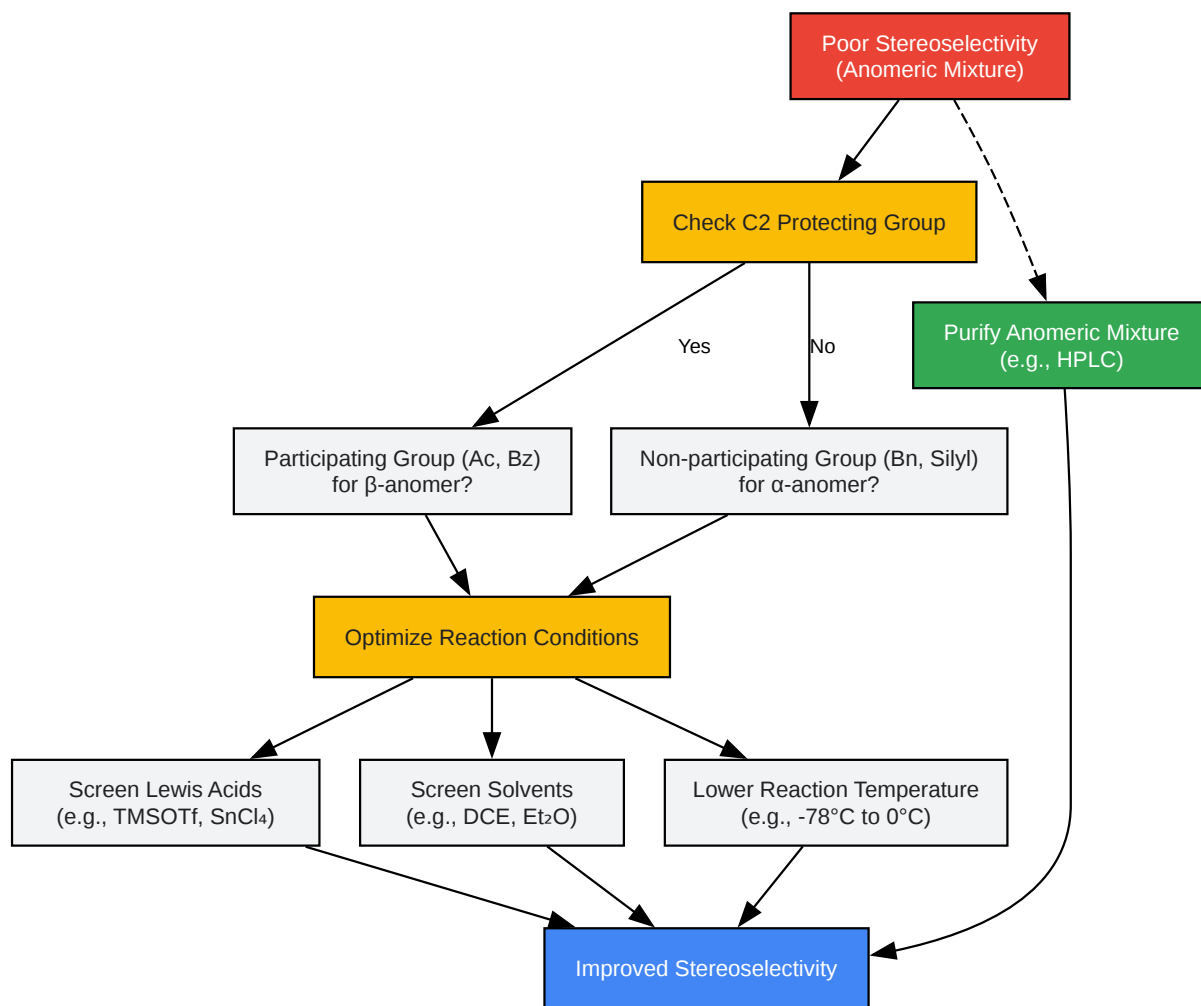 Poor Stereoselectivity
(Anomeric Mixture)
Check C2 Protecting Group
Purify Anomeric Mixture
(e.g., HPLC)
Yes
No
Participating Group (Ac, Bz)
for β-anomer?
Non-participating Group (Bn, Silyl)
for α-anomer?
Optimize Reaction Conditions
Screen Lewis Acids
(e.g., TMSOTf, SnCl₄)
Screen Solvents
(e.g., DCE, Et₂O)
Lower Reaction Temperature
(e.g., -78°C to 0°C)
Improved Stereoselectivity